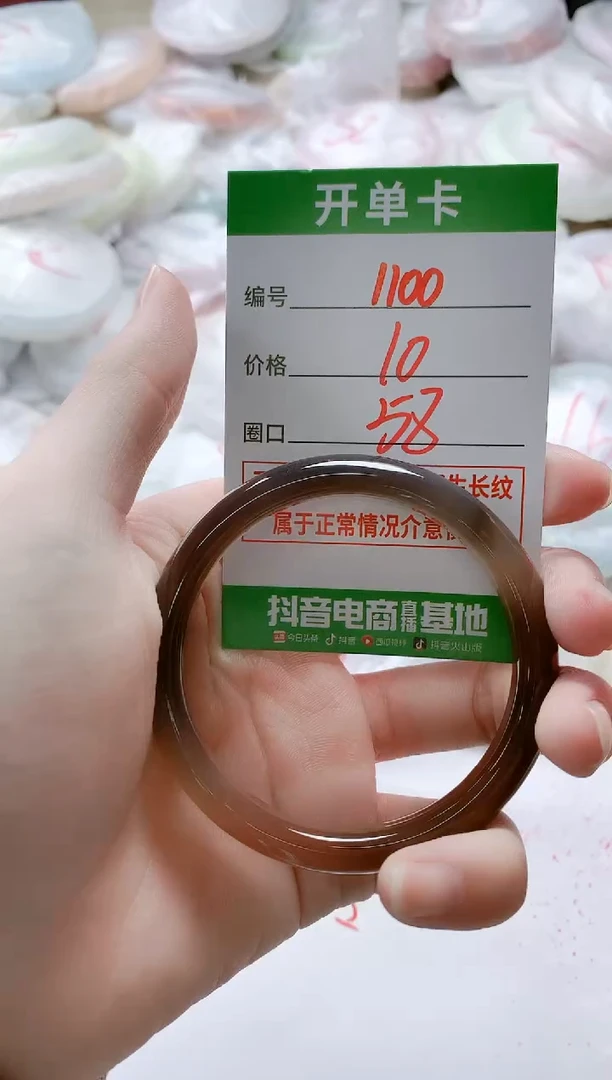 开单卡
编号 1100
价格 10
圈口 58
生长纹
属于正常情况介意
抖音电商直播基地
今日头条 抖音 西瓜视频 抖音火山版